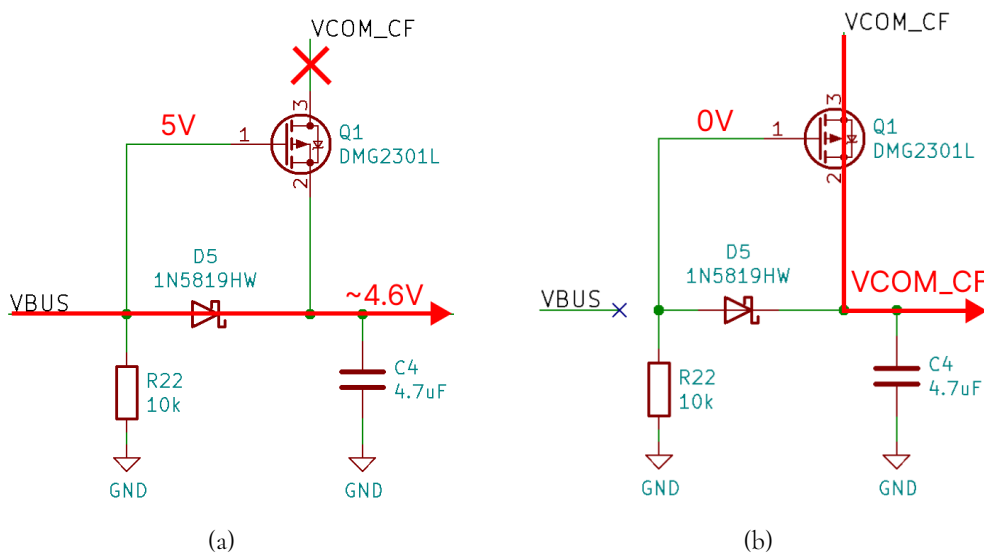 VCOM_CF
3
5V
1
Q1
DMG2301L
2
D5
1N5819HW
VBUS
~4.6V
R22
10k
C4
4.7uF
GND
GND
(a)
VCOM_CF
3
0V
1
Q1
DMG2301L
2
D5
1N5819HW
VBUS
VCOM_CF
R22
10k
C4
4.7uF
GND
GND
(b)